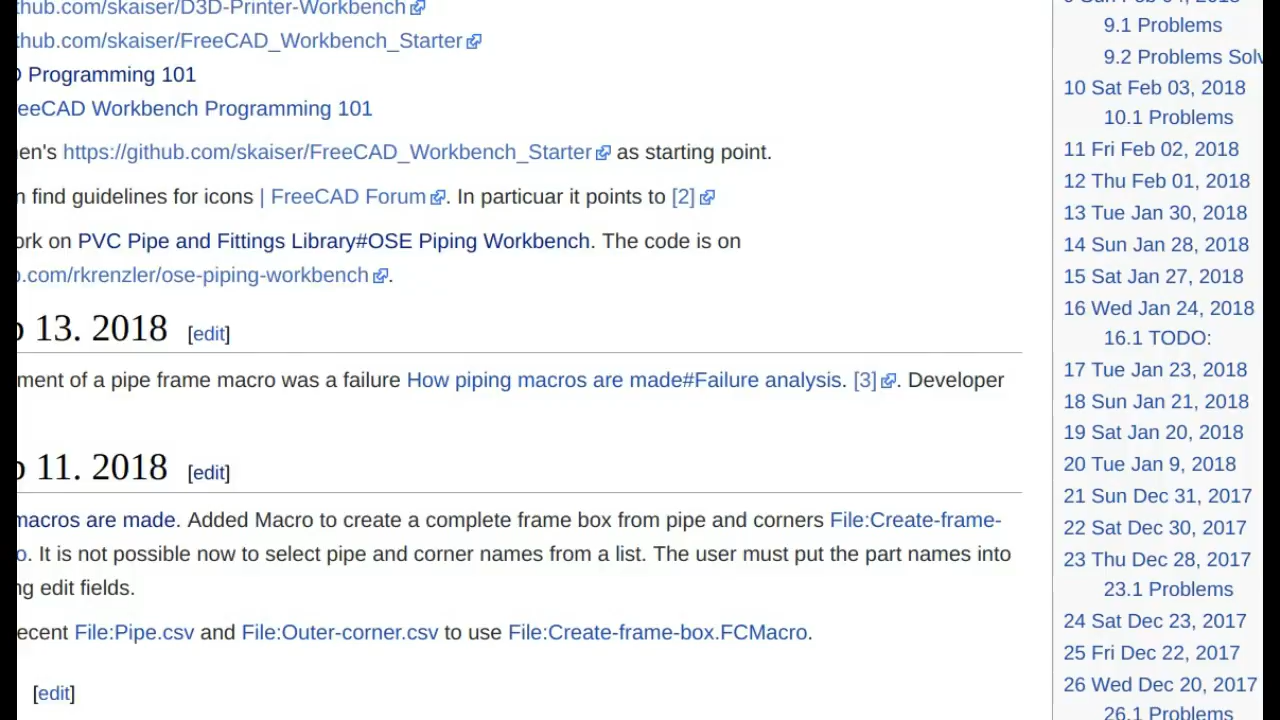 thub.com/skaiser/D3D-Printer-Workbench
thub.com/skaiser/FreeCAD_Workbench_Starter
D Programming 101
eeCAD Workbench Programming 101
en's https://github.com/skaiser/FreeCAD_Workbench_Starter as starting point.
n find guidelines for icons | FreeCAD Forum. In particuar it points to [2]
ork on PVC Pipe and Fittings Library#OSE Piping Workbench. The code is on
.com/rkrenzler/ose-piping-workbench.
13. 2018 [edit]
ment of a pipe frame macro was a failure How piping macros are made#Failure analysis. [3]. Developer
11. 2018 [edit]
macros are made. Added Macro to create a complete frame box from pipe and corners File:Create-frame-
o. It is not possible now to select pipe and corner names from a list. The user must put the part names into
ng edit fields.
ecent File:Pipe.csv and File:Outer-corner.csv to use File:Create-frame-box.FCMacro.
[edit]
9 Sun Feb 04, 2018
9.1 Problems
9.2 Problems Solv
10 Sat Feb 03, 2018
10.1 Problems
11 Fri Feb 02, 2018
12 Thu Feb 01, 2018
13 Tue Jan 30, 2018
14 Sun Jan 28, 2018
15 Sat Jan 27, 2018
16 Wed Jan 24, 2018
16.1 TODO:
17 Tue Jan 23, 2018
18 Sun Jan 21, 2018
19 Sat Jan 20, 2018
20 Tue Jan 9, 2018
21 Sun Dec 31, 2017
22 Sat Dec 30, 2017
23 Thu Dec 28, 2017
23.1 Problems
24 Sat Dec 23, 2017
25 Fri Dec 22, 2017
26 Wed Dec 20, 2017
26.1 Problems